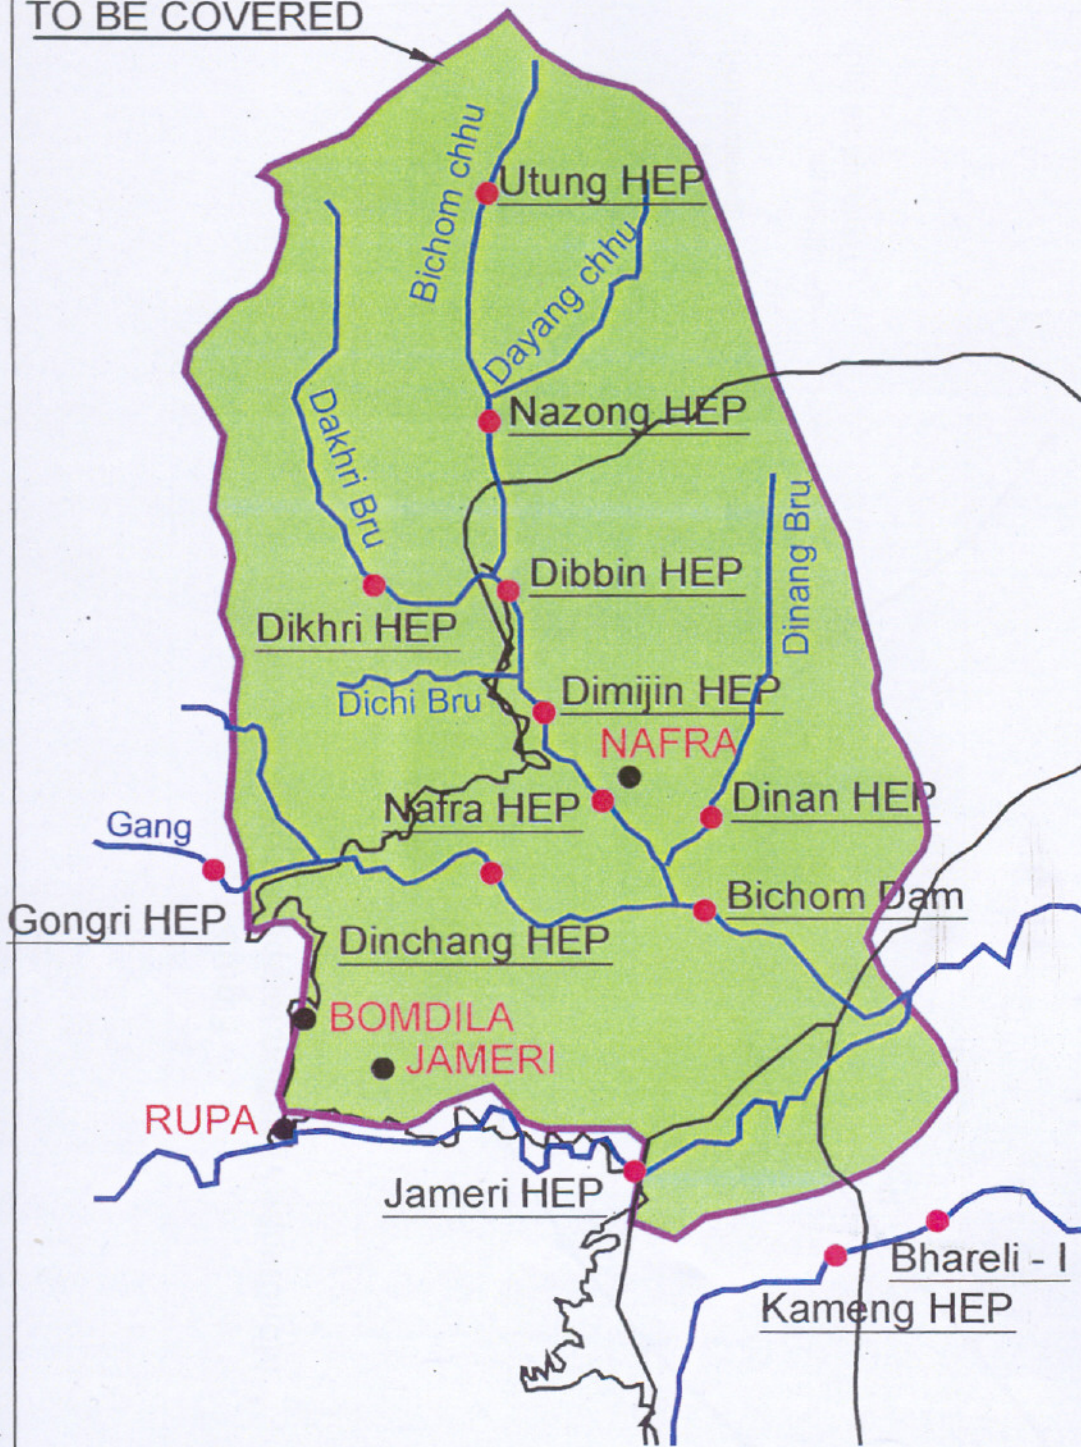 TO BE COVERED
Bichom chhu
Utung HEP
Dayang chhu
Nazong HEP
Dakhri Bru
Dinang Bru
Dibbin HEP
Dikhri HEP
Dichi Bru
Dimijin HEP
NAFRA
Nafra HEP
Dinan HEP
Gang
Bichom Dam
Gongri HEP
Dinchang HEP
BOMDILA
JAMERI
RUPA
Jameri HEP
Bhareli - I
Kameng HEP